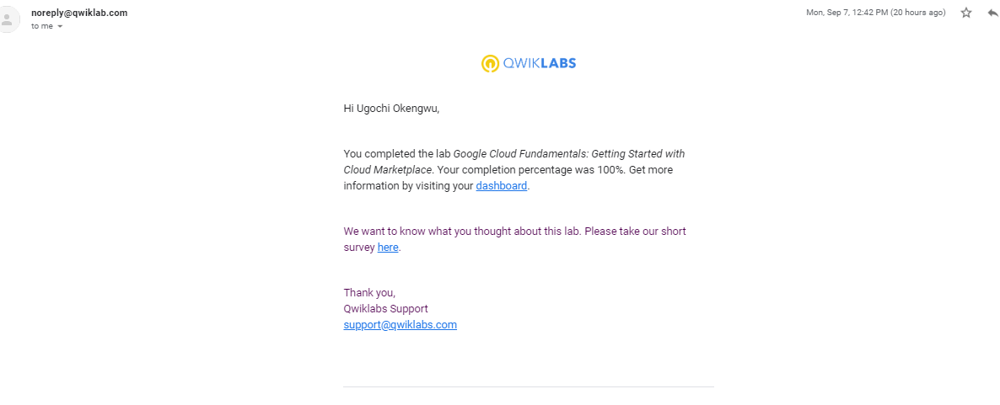 noreply@qwiklab.com
Mon, Sep 7, 12:42 PM (20 hours ago)
to me
QWIKLABS
Hi Ugochi Okengwu,
You completed the lab Google Cloud Fundamentals: Getting Started with
Cloud Marketplace. Your completion percentage was 100%. Get more
information by visiting your dashboard.
We want to know what you thought about this lab. Please take our short
survey here.
Thank you,
Qwiklabs Support
support@qwiklabs.com